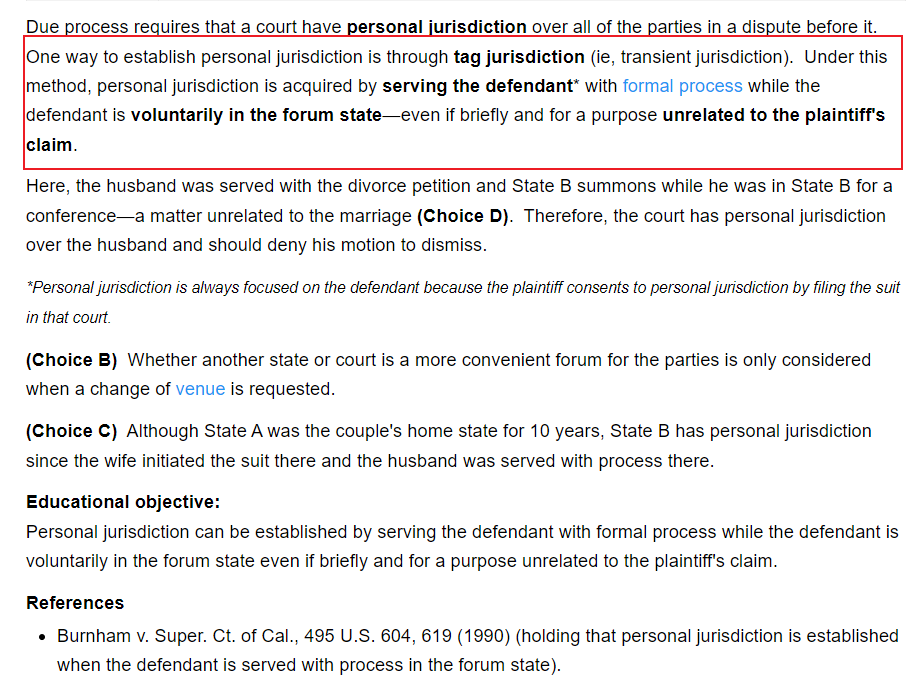 Due process requires that a court have personal jurisdiction over all of the parties in a dispute before it.
One way to establish personal jurisdiction is through tag jurisdiction (ie, transient jurisdiction). Under this
method, personal jurisdiction is acquired by serving the defendant* with formal process while the
defendant is voluntarily in the forum state—even if briefly and for a purpose unrelated to the plaintiff's
claim.
Here, the husband was served with the divorce petition and State B summons while he was in State B for a
conference—a matter unrelated to the marriage (Choice D). Therefore, the court has personal jurisdiction
over the husband and should deny his motion to dismiss.
*Personal jurisdiction is always focused on the defendant because the plaintiff consents to personal jurisdiction by filing the suit
in that court.
(Choice B) Whether another state or court is a more convenient forum for the parties is only considered
when a change of venue is requested.
(Choice C) Although State A was the couple's home state for 10 years, State B has personal jurisdiction
since the wife initiated the suit there and the husband was served with process there.
Educational objective:
Personal jurisdiction can be established by serving the defendant with formal process while the defendant is
voluntarily in the forum state even if briefly and for a purpose unrelated to the plaintiff's claim.
References
• Burnham v. Super. Ct. of Cal., 495 U.S. 604, 619 (1990) (holding that personal jurisdiction is established
when the defendant is served with process in the forum state).